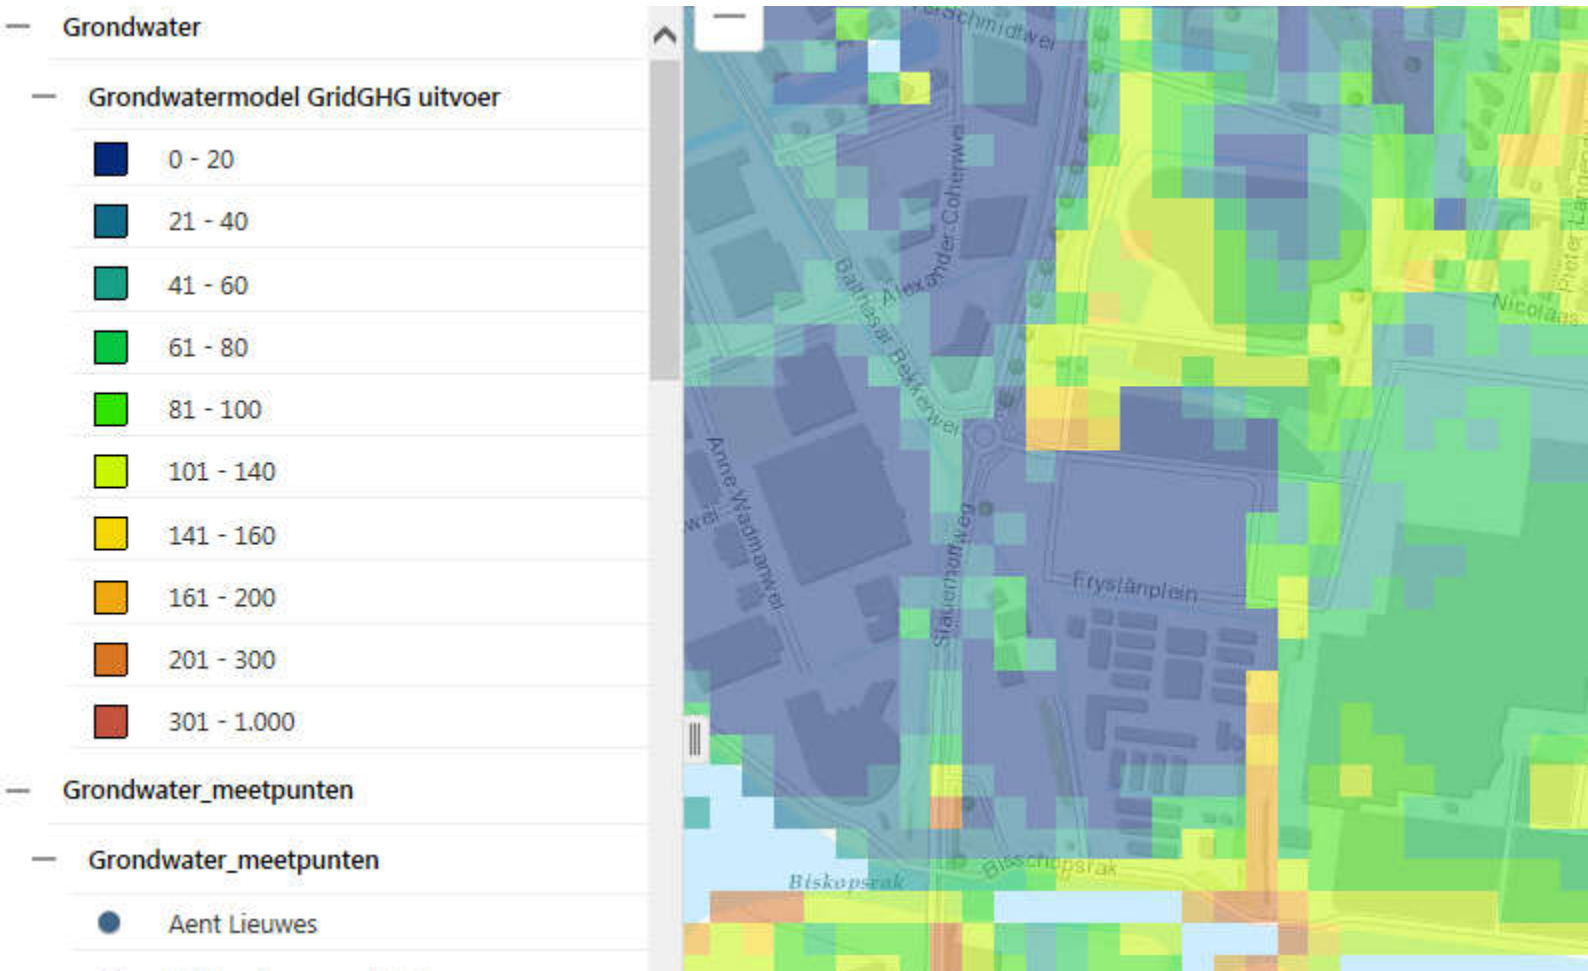 Grondwater
Grondwatermodel GridGHG uitvoer
0 - 20
21 - 40
41 - 60
61 - 80
81 - 100
101 - 140
141 - 160
161 - 200
201 - 300
301 - 1.000
Grondwater_meetpunten
Grondwater_meetpunten
Aent Lieuwes
Alexander Cohenwei
Balthasar Bekkerwei
Nicolaas
Anne Wadmanwei
wei
Slauerhoffweg
Fryslânplein
Bisschopsrak
Biskopsrak